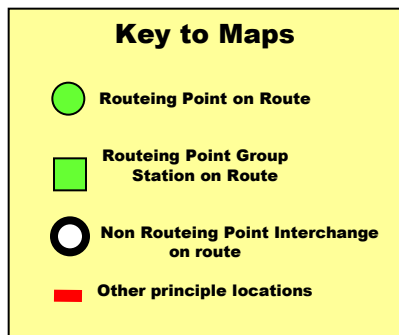 Key to Maps
Routeing Point on Route
Routeing Point Group
Station on Route
Non Routeing Point Interchange
on route
Other principle locations